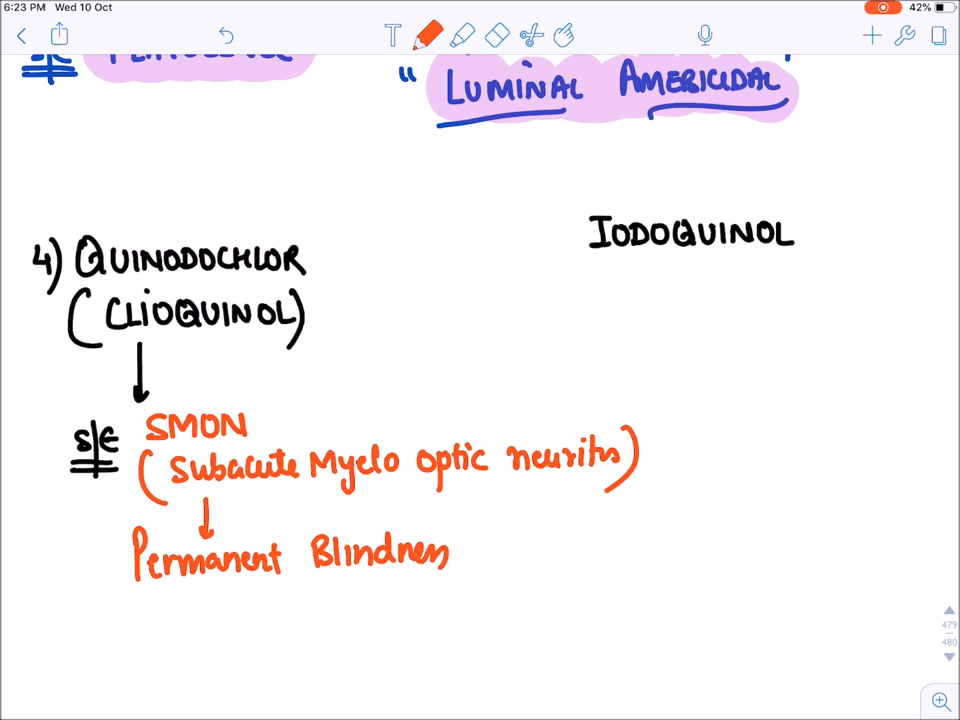 6:23 PM Wed 10 Oct
42%
T
"LUMINAL AMERICIDAL
IODOQUINOL
4) QUINODOCHLOR
(CLIOQUINOL)
S/E SMON
(Subacute Myelo optic neuritis)
Permanent Blindness
479
480